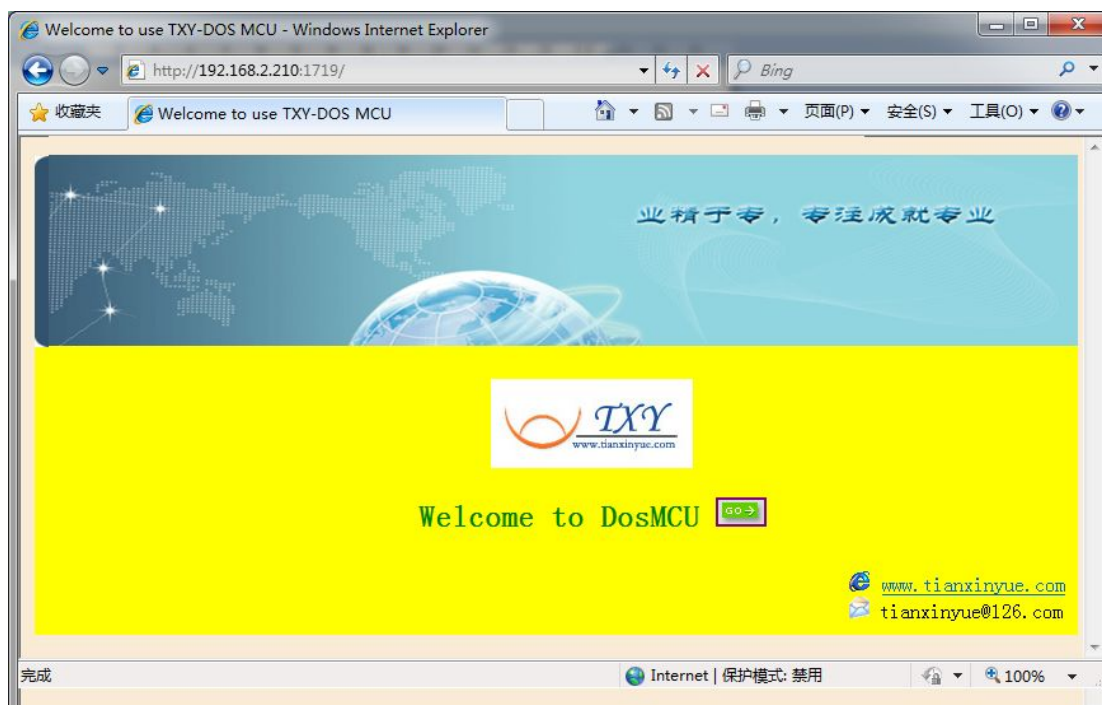 Welcome to use TXY-DOS MCU - Windows Internet Explorer
http://192.168.2.210:1719/
Bing
收藏夹
Welcome to use TXY-DOS MCU
页面(P)
安全(S)
工具(O)
业精于专，专注成就专业
TXY
www.tianxinyue.com
Welcome to DosMCU
GO
www.tianxinyue.com
tianxinyue@126.com
完成
Internet | 保护模式: 禁用
100%